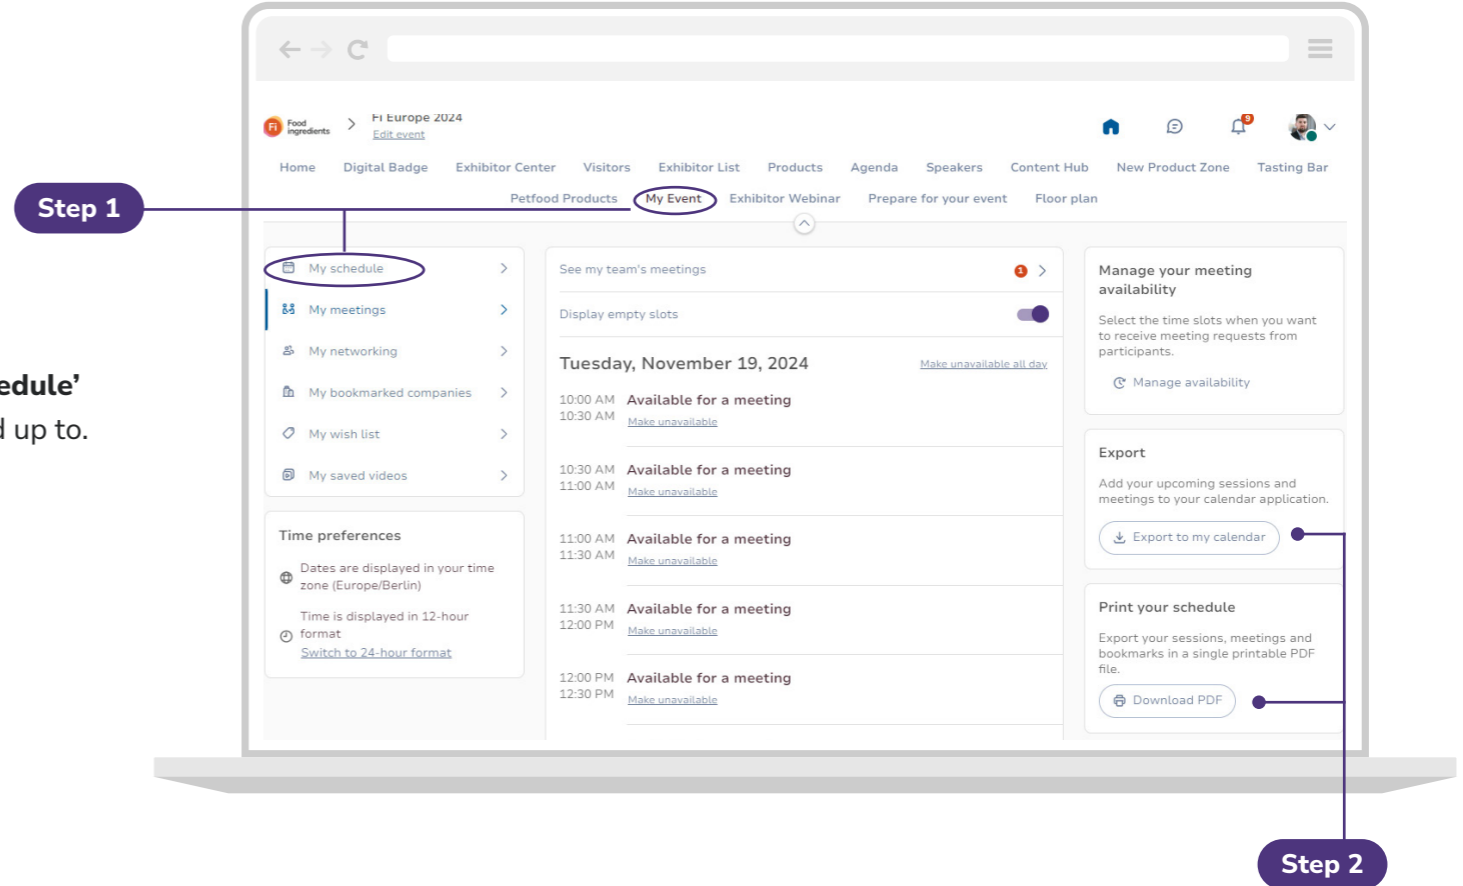 Food
ingredients
Fi
Fi Europe 2024
Edit event
9
Home Digital Badge Exhibitor Center Visitors Exhibitor List Products Agenda Speakers Content Hub New Product Zone Tasting Bar
Petfood Products My Event Exhibitor Webinar Prepare for your event Floor plan
Step 1
My schedule
My meetings
My networking
My bookmarked companies
My wish list
My saved videos
edule’
d up to.
Time preferences
Dates are displayed in your time
zone (Europe/Berlin)
Time is displayed in 12-hour
format
Switch to 24-hour format
See my team's meetings
1
Display empty slots
Tuesday, November 19, 2024
Make unavailable all day
10:00 AM Available for a meeting
10:30 AM Make unavailable
10:30 AM Available for a meeting
11:00 AM Make unavailable
11:00 AM Available for a meeting
11:30 AM Make unavailable
11:30 AM Available for a meeting
12:00 PM Make unavailable
12:00 PM Available for a meeting
12:30 PM Make unavailable
Manage your meeting
availability
Select the time slots when you want
to receive meeting requests from
participants.
Manage availability
Export
Add your upcoming sessions and
meetings to your calendar application.
Export to my calendar
Print your schedule
Export your sessions, meetings and
bookmarks in a single printable PDF
file.
Download PDF
Step 2